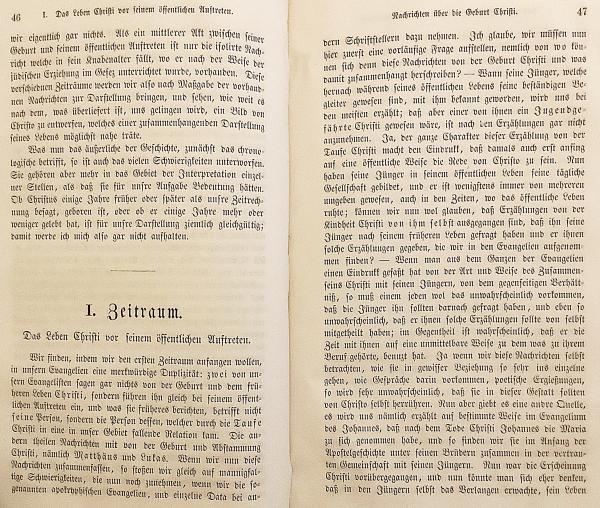 46 I. Das Leben Christi vor seinem öffentlichen Auftreten.
wir eigentlich gar nichts. Als ein mittlerer Akt zwischen seiner
Geburt und seinem öffentlichen Auftreten ist nur die isolirte Nach-
richt welche in sein Knabenalter fällt, wo er nach der Weise der
jüdischen Erziehung im Gesez unterrichtet wurde, vorhanden. Diese
verschiedenen Zeiträume werden wir also nach Maßgabe der vorhan-
denen Nachrichten zur Darstellung bringen, und sehen, wie weit es
nach dem, was überliefert ist, uns gelingen wird, ein Bild von
Christo zu entwerfen, welches einer zusammenhangenden Darstellung
seines Lebens möglichst nahe träte.
Was nun das äußerliche der Geschichte, zunächst das chrono-
logische betrifft, so ist auch das vielen Schwierigkeiten unterworfen.
Sie gehören aber mehr in das Gebiet der Interpretation einzel-
ner Stellen, als daß sie für unsre Aufgabe Bedeutung hätten.
Ob Christus einige Jahre früher oder später als unsre Zeitrech-
nung besagt, geboren ist, oder ob er einige Jahre mehr oder
weniger gelebt hat, ist für unsre Darstellung ziemlich gleichgültig;
damit werde ich mich also gar nicht aufhalten.
I. Zeitraum.
Das Leben Christi vor seinem öffentlichen Auftreten.
Wir finden, indem wir den ersten Zeitraum anfangen wollen,
in unsern Evangelien eine merkwürdige Duplizität: zwei von un-
sern Evangelisten sagen gar nichts von der Geburt und dem frü-
heren Leben Christi, sondern führen ihn gleich bei seinem öffent-
lichen Auftreten ein, und was sie früheres berichten, betrifft nicht
seine Person, sondern die Person dessen, welcher durch die Taufe
Christi in eine in unser Gebiet fallende Relation kam. Die an-
dern theilen Nachrichten mit von der Geburt und Abstammung
Christi, nämlich Matthäus und Lukas. Wenn wir nun diese
Nachrichten zusammenfassen, so stoßen wir gleich auf mannigfal-
tige Schwierigkeiten, die nun noch zunehmen, wenn wir die so-
genannten apokryphischen Evangelien, und einzelne Data bei an-
Nachrichten über die Geburt Christi. 47
dern Schriftstellern dazu nehmen. Ich glaube, wir müssen nun
hier zuerst eine vorläufige Frage aufstellen, nemlich von wo kön-
nen sich denn diese Nachrichten von der Geburt Christi und was
damit zusammenhangt herschreiben? — Wann seine Jünger, welche
hernach während seines öffentlichen Lebens seine beständigen Be-
gleiter gewesen sind, mit ihm bekannt geworden, wird uns bei
den meisten erzählt; daß aber einer von ihnen ein Jugendge-
fährte Christi gewesen wäre, ist nach den Erzählungen gar nicht
anzunehmen. Ja, der ganze Charakter dieser Erzählung von der
Taufe Christi macht den Eindrukk, daß damals auch erst anfing
auf eine öffentliche Weise die Rede von Christo zu sein. Nun
haben seine Jünger in seinem öffentlichen Leben seine tägliche
Gesellschaft gebildet, und er ist wenigstens immer von mehreren
umgeben gewesen, auch in den Zeiten, wo das öffentliche Leben
ruhte; können wir nun wol glauben, daß Erzählungen von der
Kindheit Christi von ihm selbst ausgegangen sind, daß ihn seine
Jünger nach seinem früheren Leben gefragt haben und er ihnen
solche Erzählungen gegeben, die wir in den Evangelien aufgenom-
men finden? — Wenn man aus dem Ganzen der Evangelien
einen Eindrukk gefaßt hat von der Art und Weise des Zusammen-
seins Christi mit seinen Jüngern, von dem gegenseitigen Verhält-
niß, so muß einem jeden wol das unwahrscheinlich vorkommen,
daß die Jünger ihn sollten darnach gefragt haben, und eben so
unwahrscheinlich, daß er ihnen solche Erzählungen sollte von selbst
mitgetheilt haben; im Gegentheil ist wahrscheinlich, daß er die
Zeit mit ihnen auf eine unmittelbare Weise zu dem was zu ihrem
Beruf gehörte, benuzt hat. Ja wenn wir diese Nachrichten selbst
betrachten, wie sie in gewisser Beziehung so sehr ins einzelne
gehen, wie Gespräche darin vorkommen, poetische Ergießungen,
so wird sehr unwahrscheinlich, daß sie in dieser Gestalt sollten
von Christo selbst herrühren. Nun aber giebt es eine andre Quelle,
es wird uns nämlich erzählt auf bestimmte Weise im Evangelium
des Johannes, daß nach dem Tode Christi Johannes die Maria
zu sich genommen habe, und so finden wir sie im Anfang der
Apostelgeschichte unter seinen Brüdern zusammen in der vertrau-
ten Gemeinschaft mit seinen Jüngern. Nun war die Erscheinung
Christi vorübergegangen, und nun könnte man sich eher denken,
daß in den Jüngern selbst das Verlangen erwachte, sein Leben